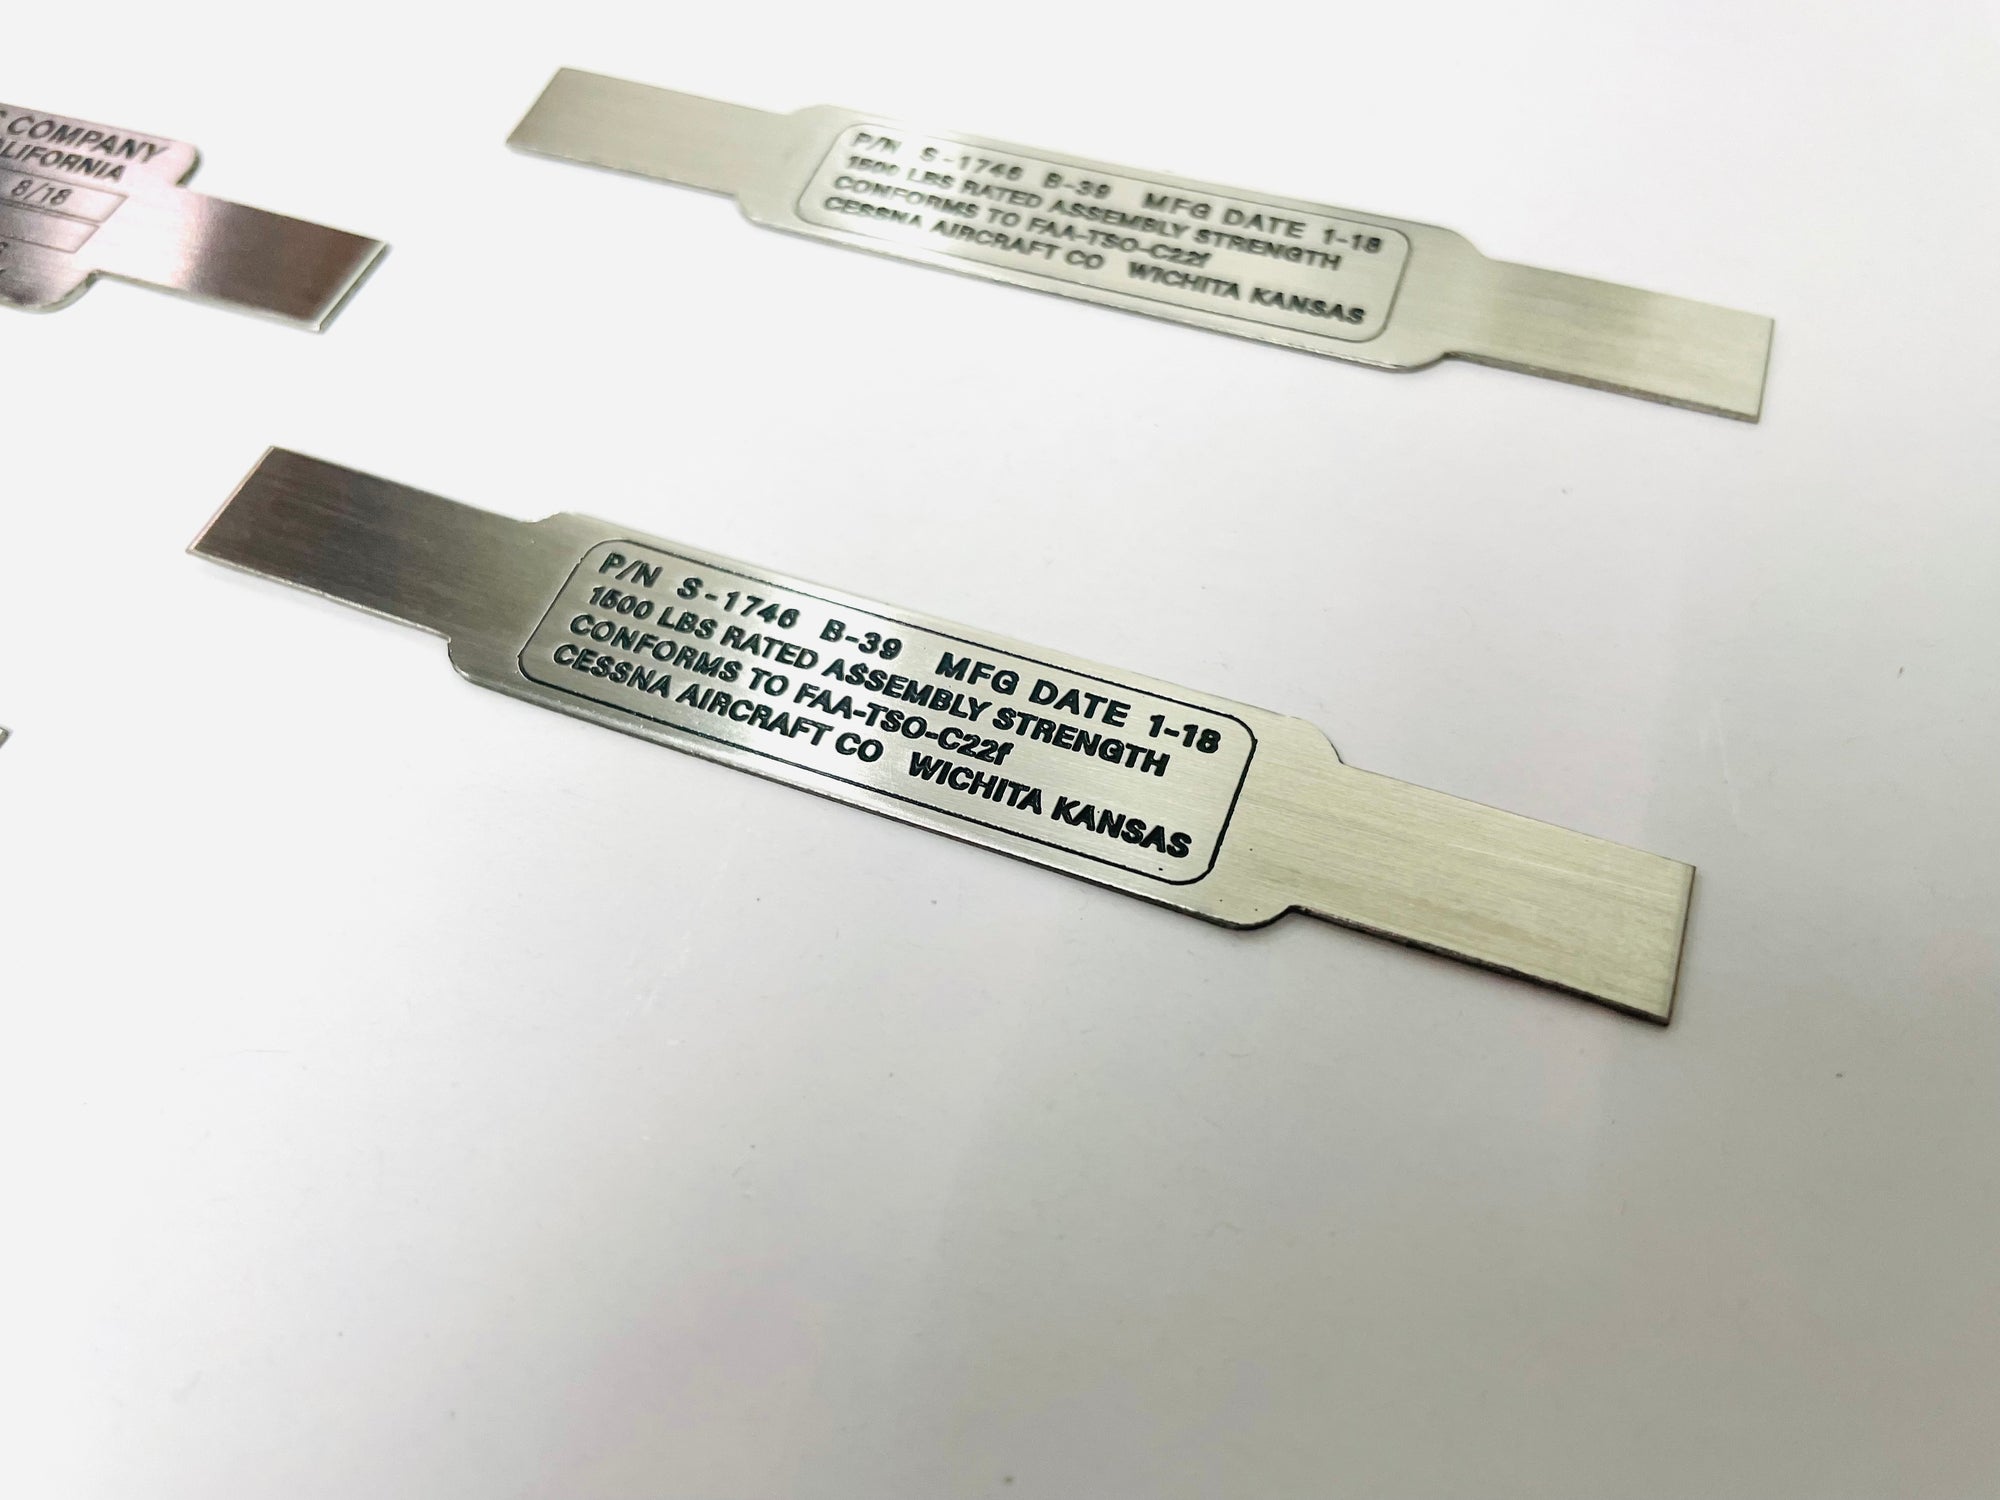 COMPANY
CALIFORNIA
8/18
P/N S-1746 B-39 MFG DATE 1-18
1500 LBS RATED ASSEMBLY STRENGTH
CONFORMS TO FAA-TSO-C22f
CESSNA AIRCRAFT CO WICHITA KANSAS
P/N S-1746 B-39 MFG DATE 1-18
1500 LBS RATED ASSEMBLY STRENGTH
CONFORMS TO FAA-TSO-C22f
CESSNA AIRCRAFT CO WICHITA KANSAS